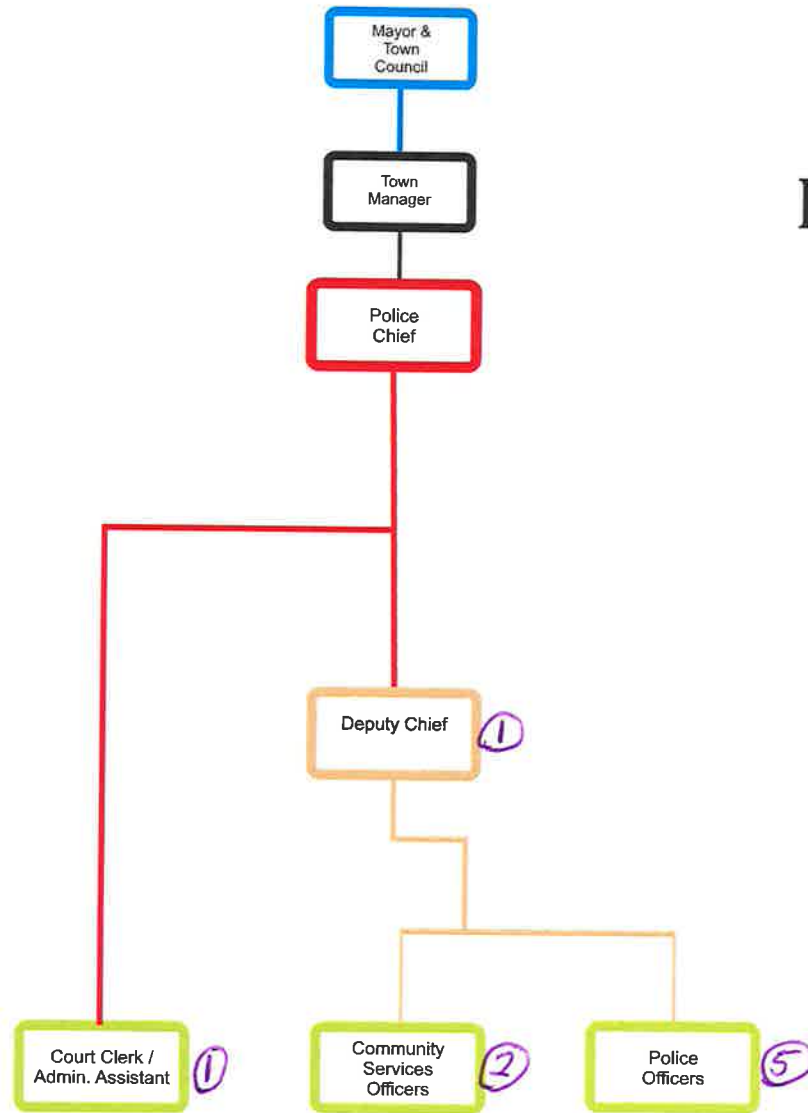 Mayor &
Town
Council
Town
Manager
Police
Chief
Deputy Chief
1
Court Clerk /
Admin. Assistant
1
Community
Services
Officers
2
Police
Officers
5